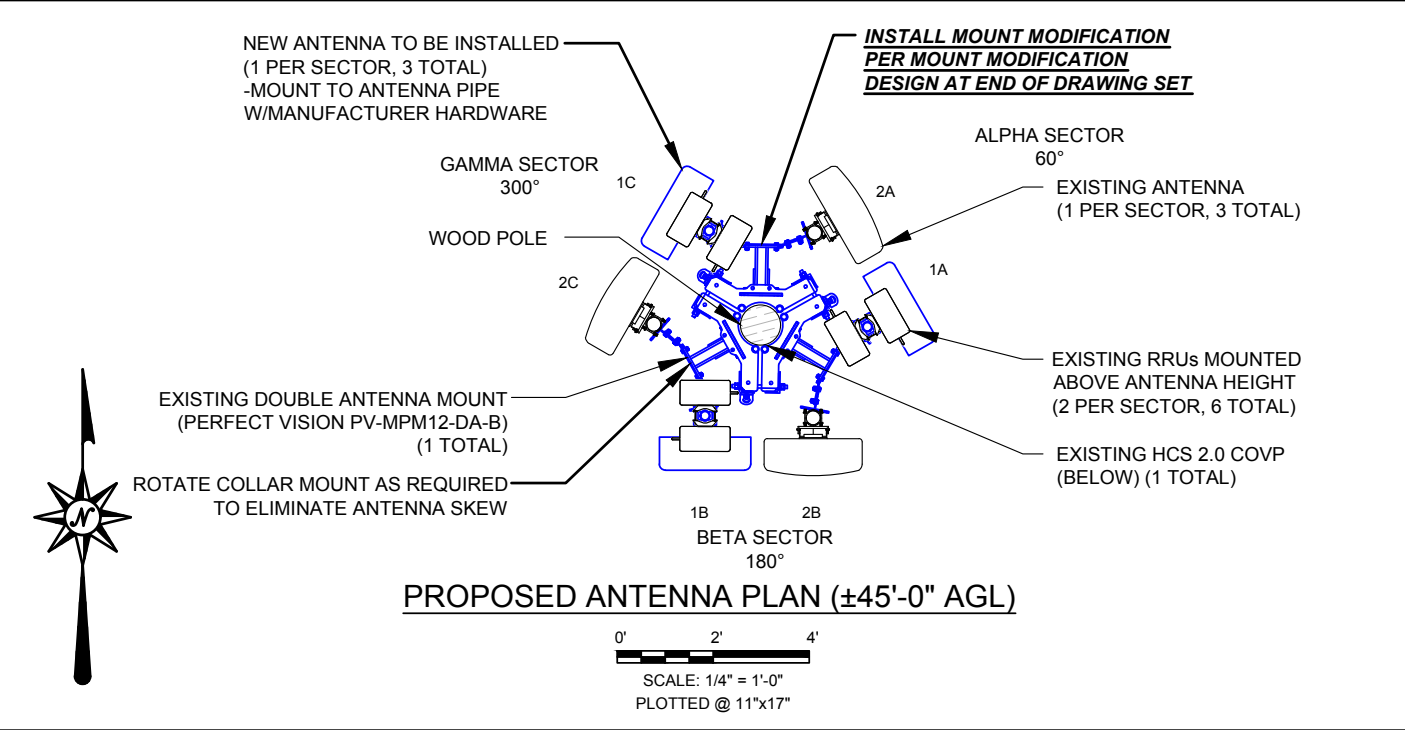 NEW ANTENNA TO BE INSTALLED
(1 PER SECTOR, 3 TOTAL)
-MOUNT TO ANTENNA PIPE
W/MANUFACTURER HARDWARE
INSTALL MOUNT MODIFICATION
PER MOUNT MODIFICATION
DESIGN AT END OF DRAWING SET
GAMMA SECTOR
300°
1C
ALPHA SECTOR
60°
2A
EXISTING ANTENNA
(1 PER SECTOR, 3 TOTAL)
WOOD POLE
2C
1A
EXISTING RRUs MOUNTED
ABOVE ANTENNA HEIGHT
(2 PER SECTOR, 6 TOTAL)
EXISTING DOUBLE ANTENNA MOUNT
(PERFECT VISION PV-MPM12-DA-B)
(1 TOTAL)
EXISTING HCS 2.0 COVP
(BELOW) (1 TOTAL)
ROTATE COLLAR MOUNT AS REQUIRED
TO ELIMINATE ANTENNA SKEW
N
1B
2B
BETA SECTOR
180°
PROPOSED ANTENNA PLAN (±45'-0" AGL)
0' 2' 4'
SCALE: 1/4" = 1'-0"
PLOTTED @ 11"x17"